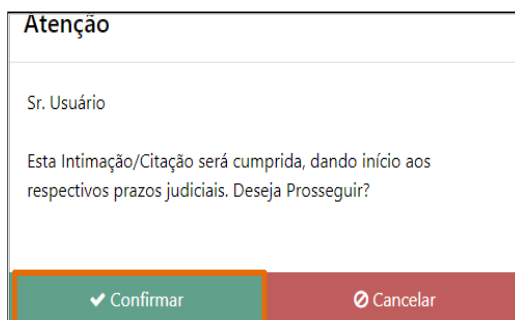 Atenção
Sr. Usuário
Esta Intimação/Citação será cumprida, dando início aos
respectivos prazos judiciais. Deseja Prosseguir?
Confirmar
Cancelar